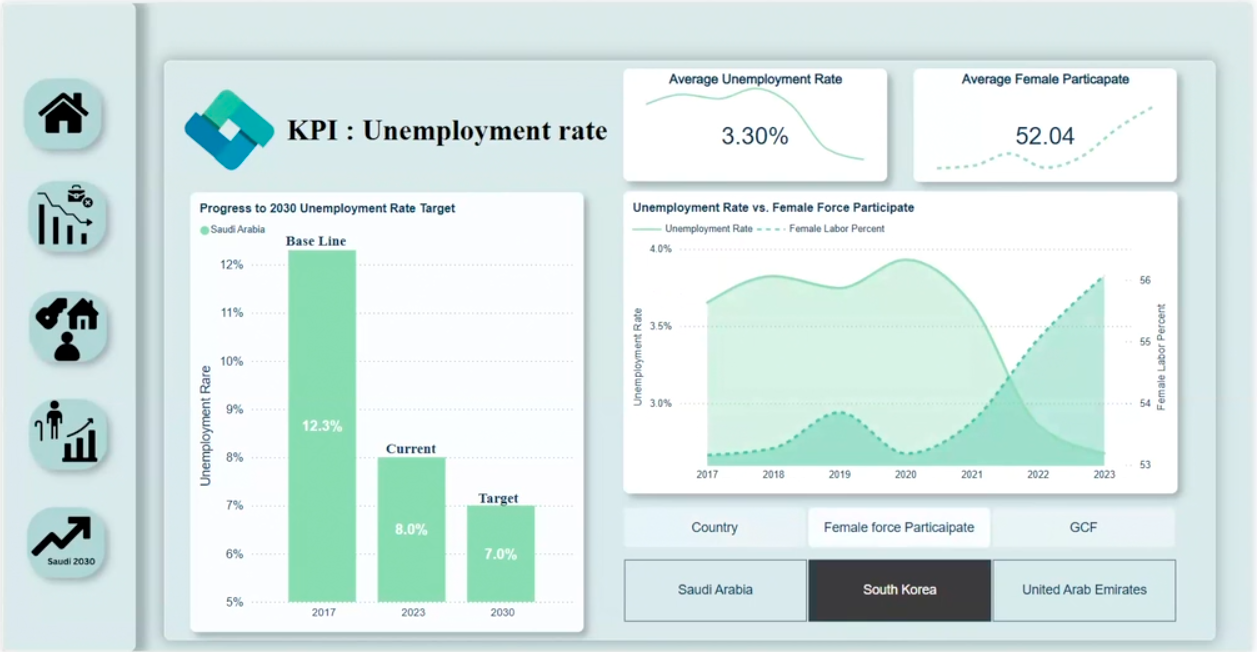 KPI : Unemployment rate
Average Unemployment Rate
3.30%
Average Female Particapate
52.04
Progress to 2030 Unemployment Rate Target
Saudi Arabia
Base Line
12%
11%
10%
9%
8%
7%
6%
5%
Unemployment Rare
12.3%
Current
8.0%
Target
7.0%
2017
2023
2030
Unemployment Rate vs. Female Force Participate
Unemployment Rate
Female Labor Percent
4.0%
3.5%
3.0%
Unemployment Rate
56
55
54
53
Female Labor Percent
2017
2018
2019
2020
2021
2022
2023
Country
Female force Particaipate
GCF
Saudi Arabia
South Korea
United Arab Emirates
Saudi 2030